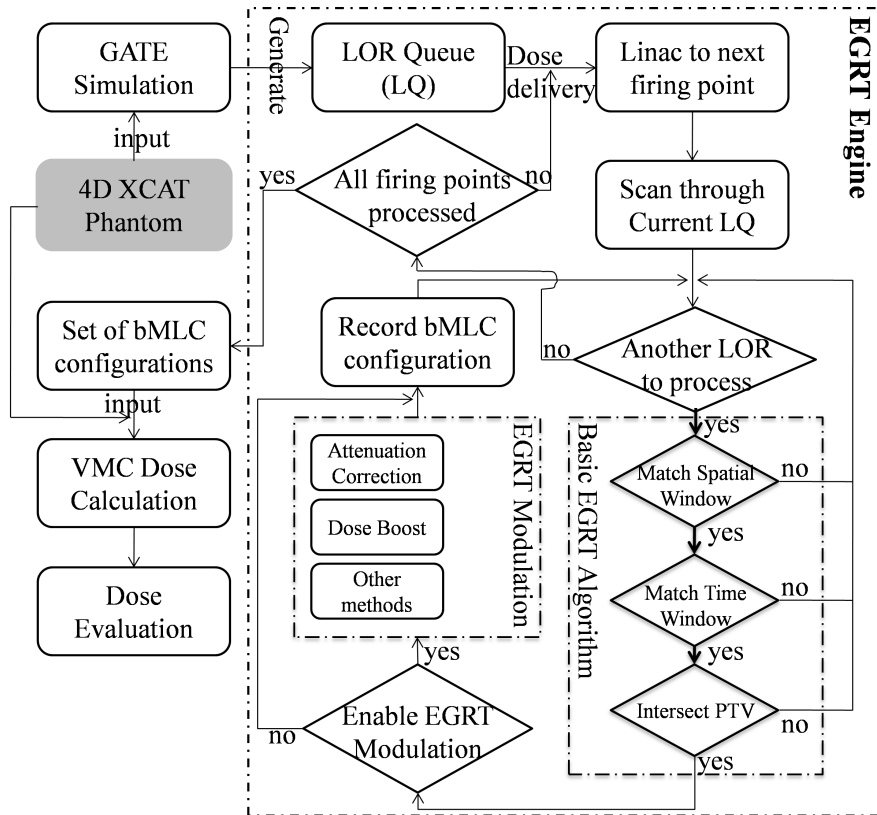 GATE
Simulation
Generate
LOR Queue
(LQ)
Dose
delivery
Linac to next
firing point
EGRT Engine
input
4D XCAT
Phantom
yes
All firing points
processed
no
Scan through
Current LQ
Set of bMLC
configurations
input
Record bMLC
configuration
no
Another LOR
to process
yes
VMC Dose
Calculation
Dose
Evaluation
EGRT Modulation
Attenuation
Correction
Dose Boost
Other
methods
Basic EGRT Algorithm
Match Spatial
Window
no
yes
Match Time
Window
no
yes
Intersect PTV
no
yes
yes
Enable EGRT
Modulation
no